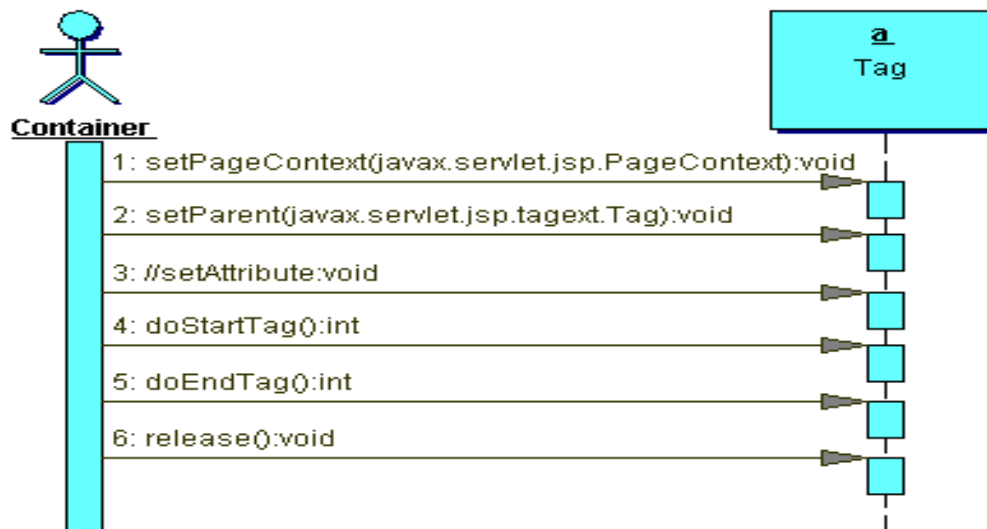 a
Tag
Container
1: setPageContext(javax.servlet.jsp.PageContext):void
2: setParent(javax.servlet.jsp.tagext.Tag):void
3: //setAttribute:void
4: doStartTag():int
5: doEndTag():int
6: release():void